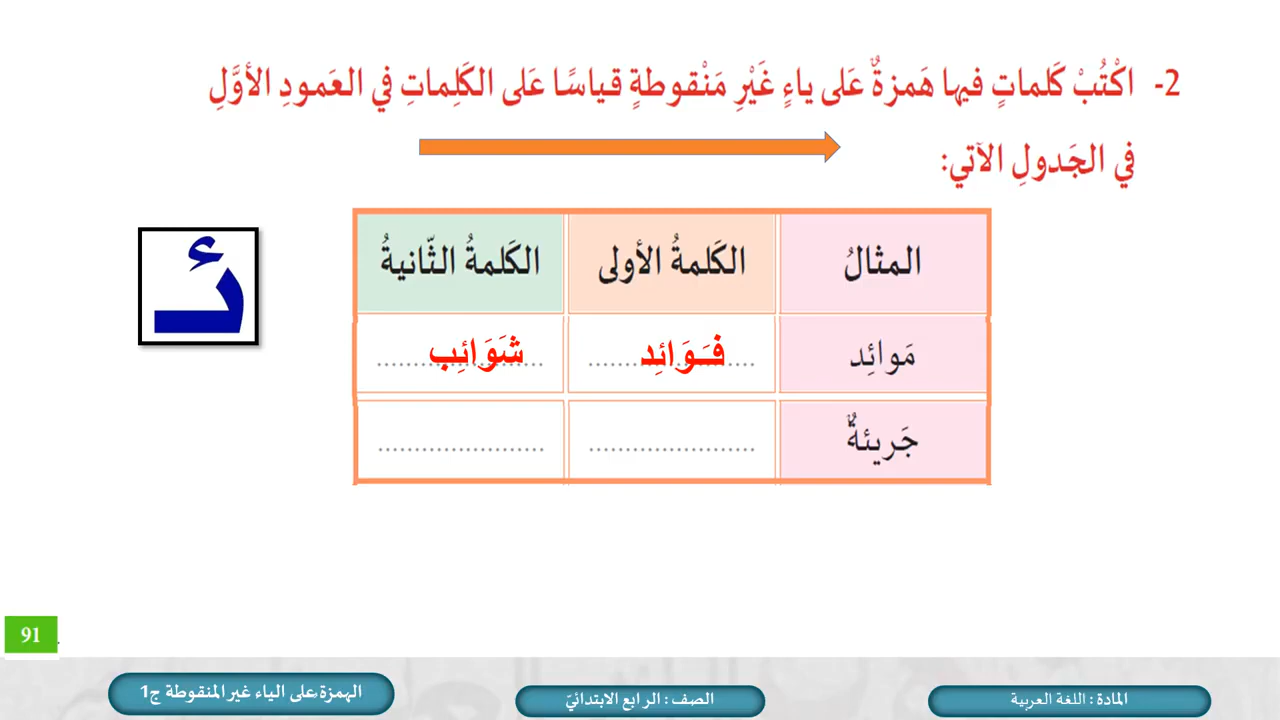 2- اكْتُبْ كَلماتٍ فيها هَمزةٌ عَلى ياءٍ غَيْرِ مَنْقوطةٍ قياسًا عَلى الكَلِماتِ في العَمودِ الأوَّلِ
في الجَدولِ الآتي:
المثالُ الكَلمةُ الأولى الكَلمةُ الثّانيةُ
مَوائِد فَـوَائِد شَوَائِب
جَريئةٌ
ئـ
91
المادة : اللغة العربية
الصف : الرابع الابتدائيّ
الهمزة على الياء غير المنقوطة ج1